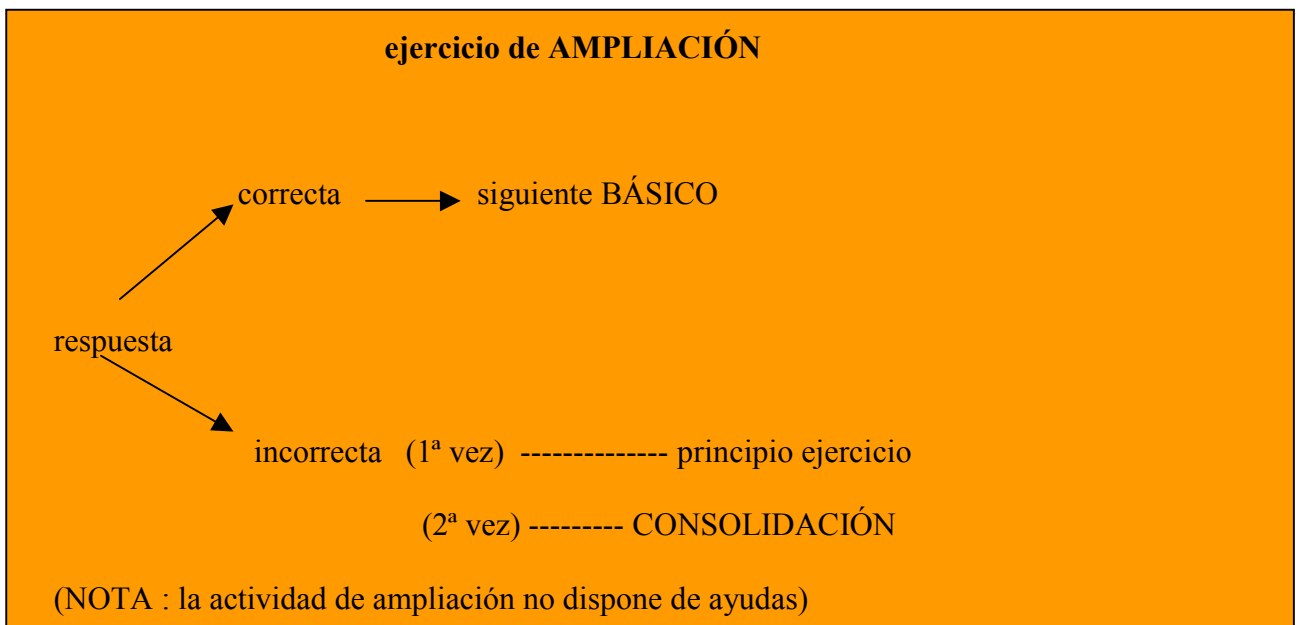 ejercicio de AMPLIACIÓN
correcta siguiente BÁSICO
respuesta
incorrecta (1ª vez) -------------- principio ejercicio
(2ª vez) --------- CONSOLIDACIÓN
(NOTA : la actividad de ampliación no dispone de ayudas)